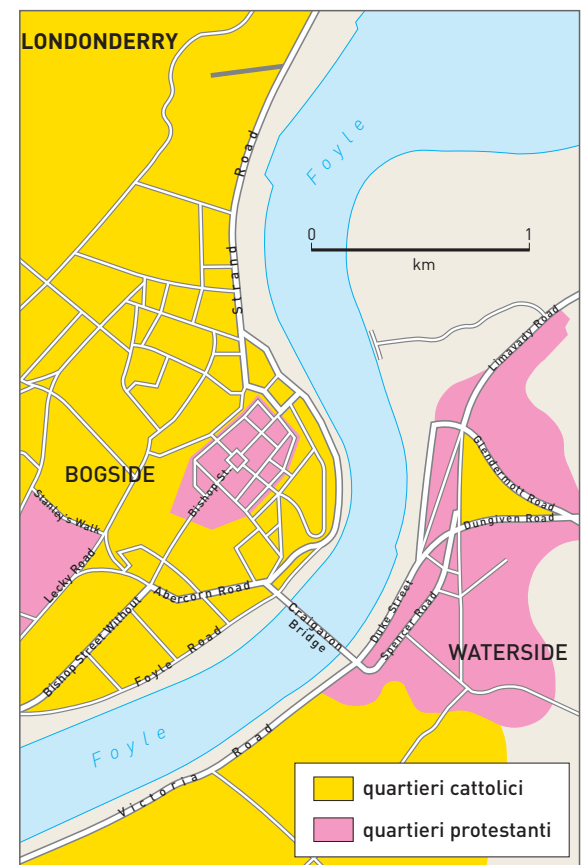 LONDONDERRY
Foyle
Strand Road
0 1
km
Limavady Road
Glendermott Road
Dungiven Road
BOGSIDE
Bishop St.
Stanley's Walk
Lecky Road
Abercorn Road
Bishop Street Without
Foyle Road
Craigavon
Bridge
Duke Street
Spencer Road
WATERSIDE
Foyle
Victoria Road
quartieri cattolici
quartieri protestanti